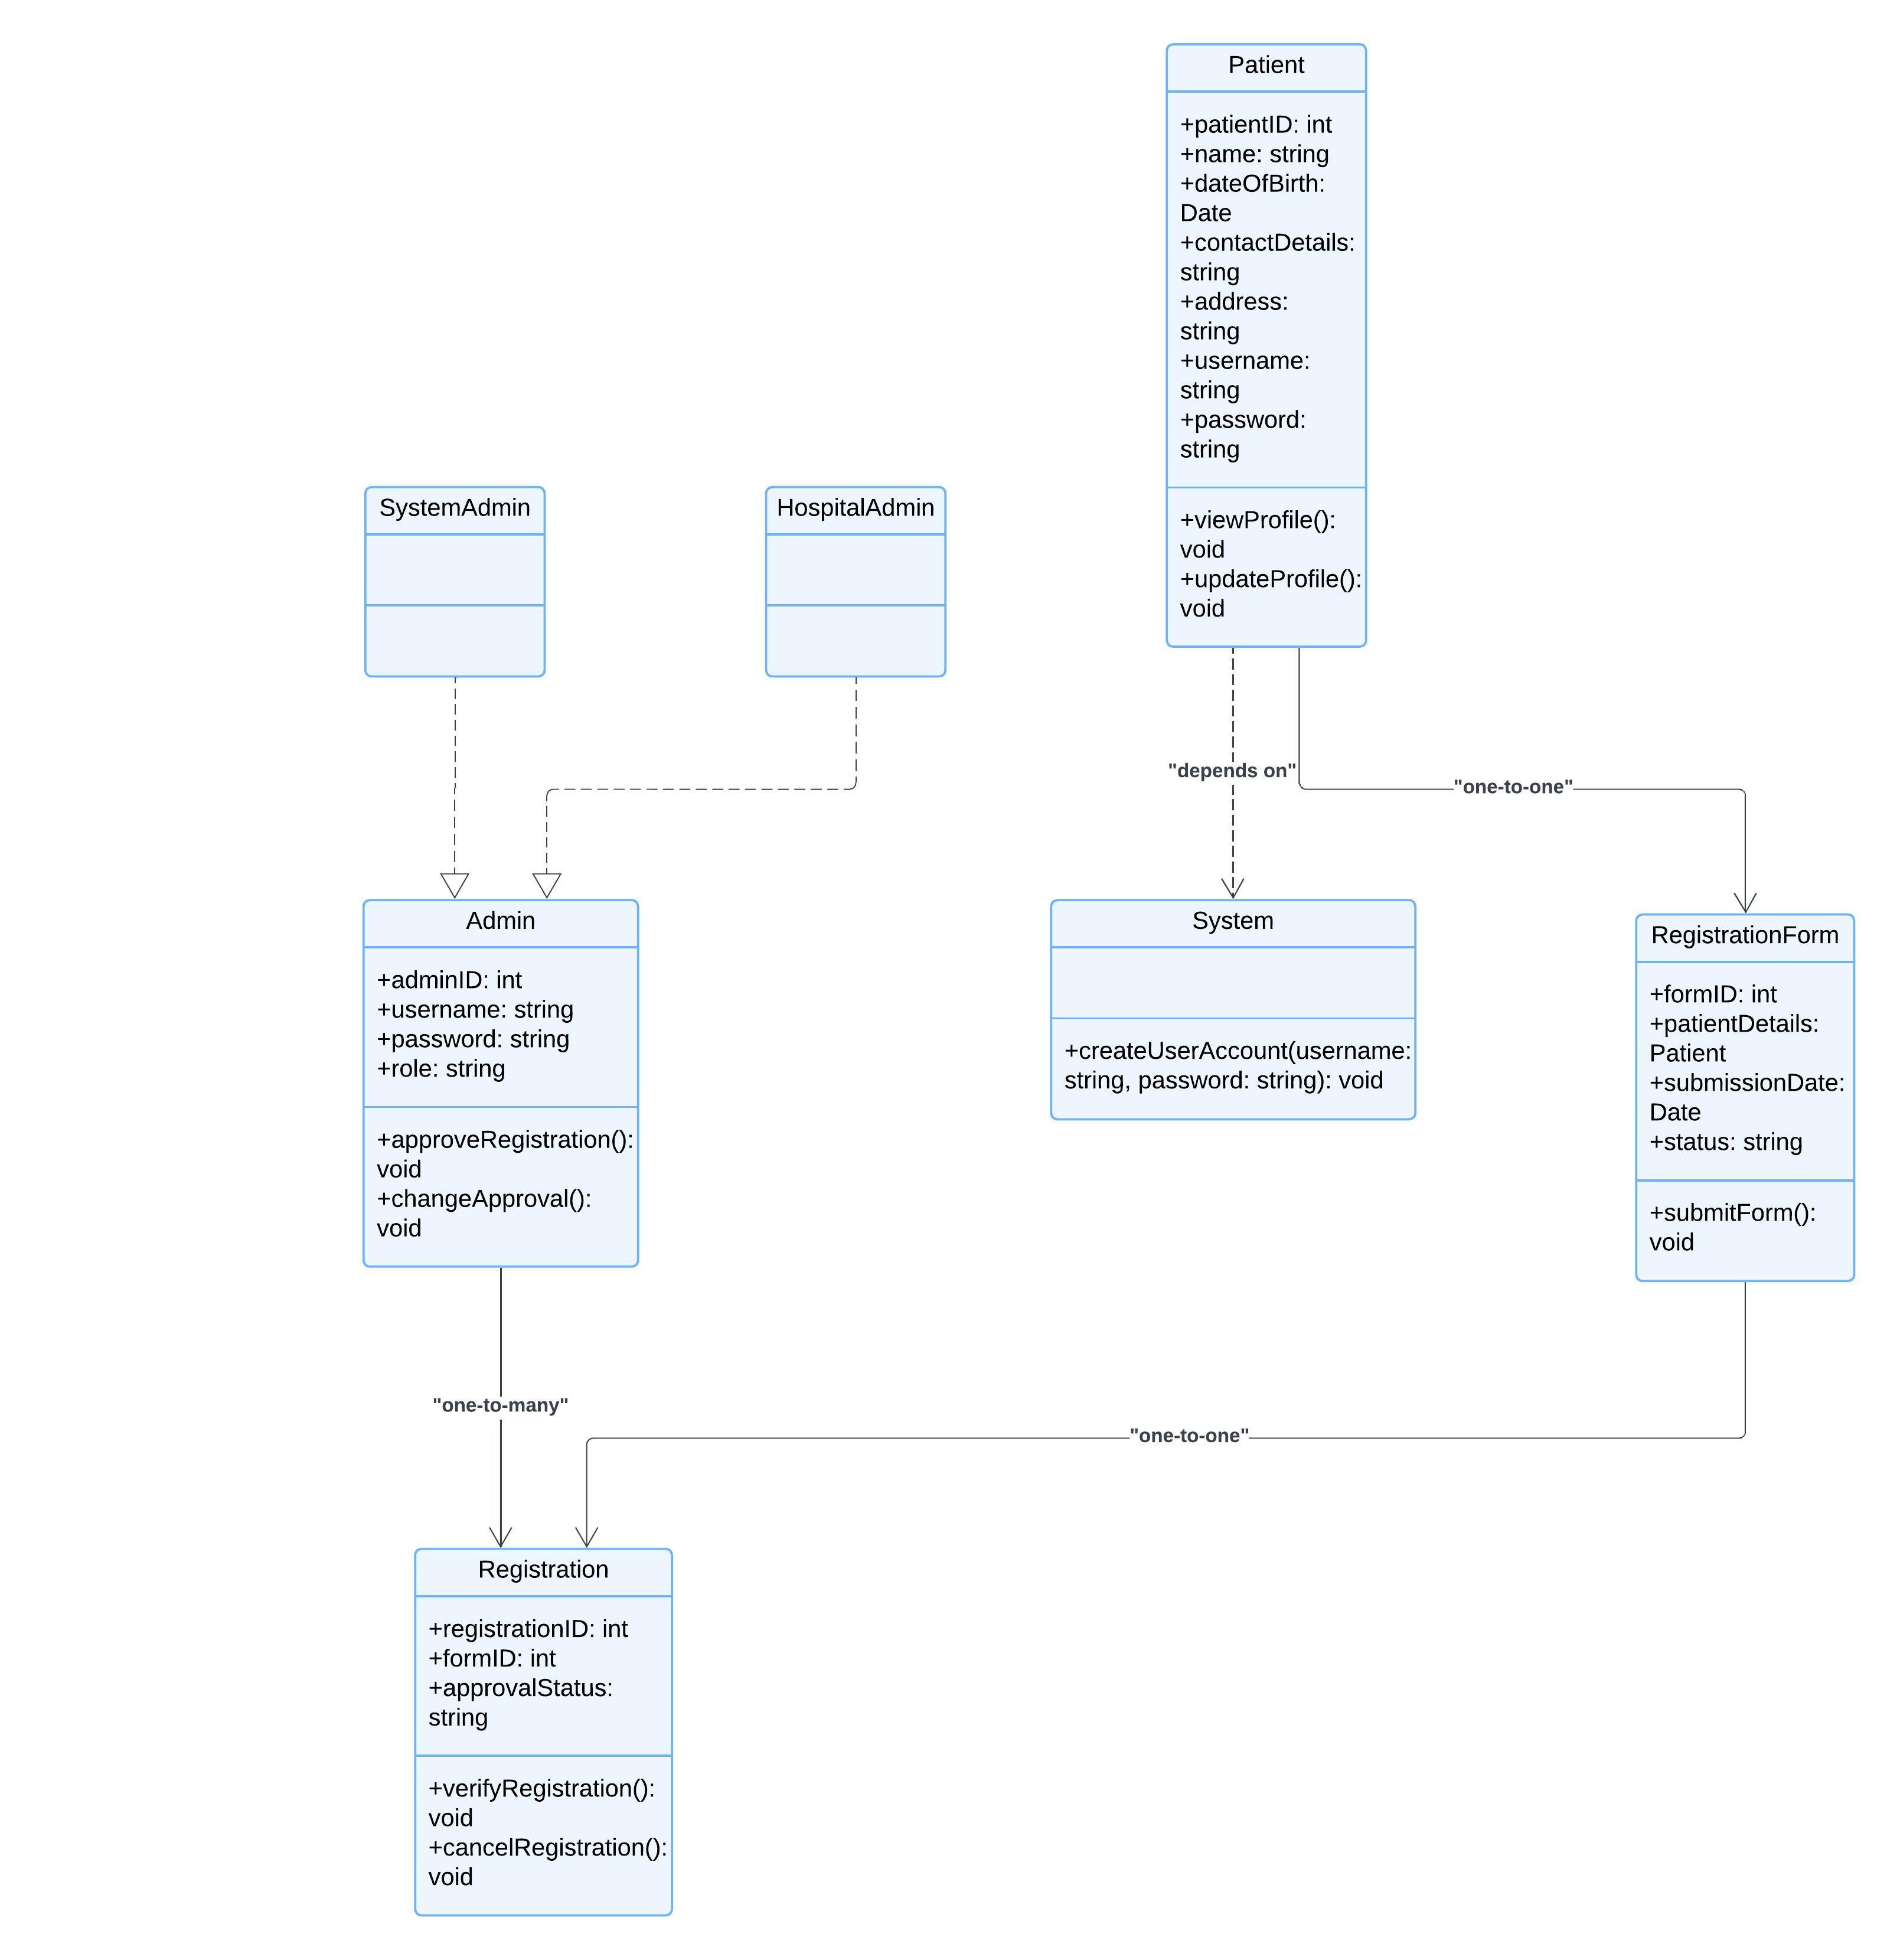 Patient
+patientID: int
+name: string
+dateOfBirth:
Date
+contactDetails:
string
+address:
string
+username:
string
+password:
string
+viewProfile():
void
+updateProfile():
void
SystemAdmin
HospitalAdmin
"depends on"
"one-to-one"
Admin
+adminID: int
+username: string
+password: string
+role: string
+approveRegistration():
void
+changeApproval():
void
System
+createUserAccount(username:
string, password: string): void
RegistrationForm
+formID: int
+patientDetails:
Patient
+submissionDate:
Date
+status: string
+submitForm():
void
"one-to-many"
"one-to-one"
Registration
+registrationID: int
+formID: int
+approvalStatus:
string
+verifyRegistration():
void
+cancelRegistration():
void